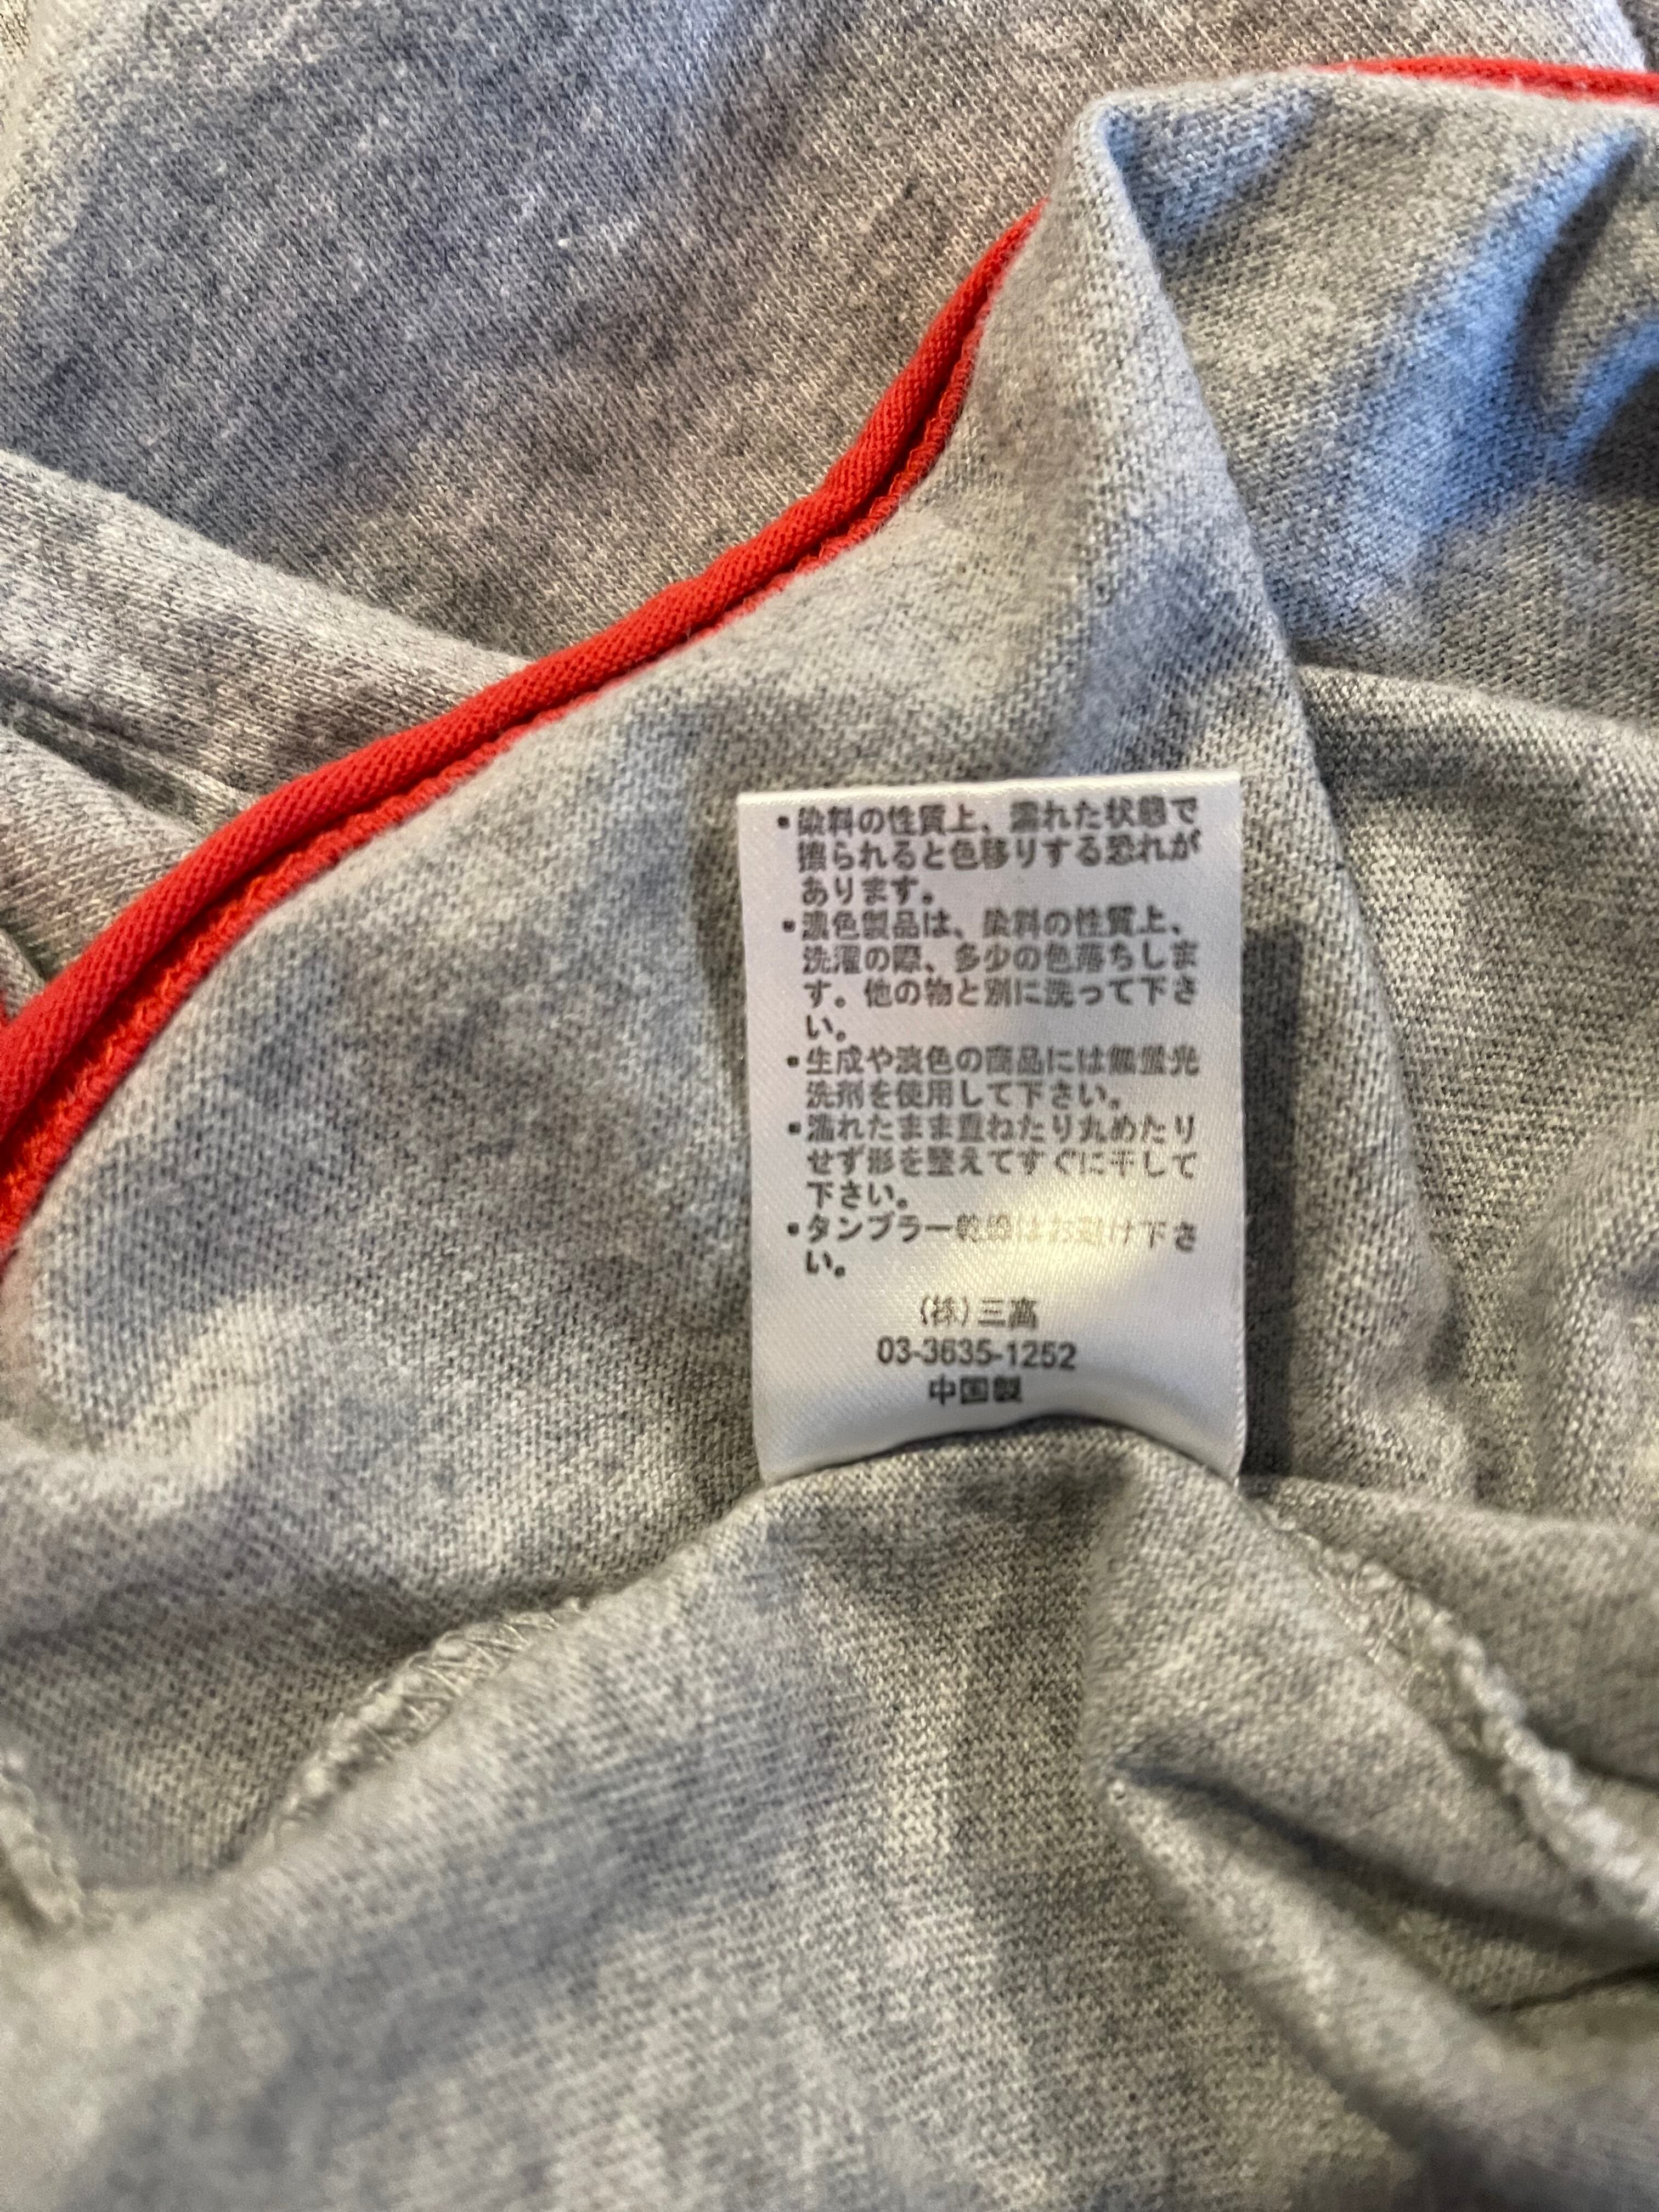 ・染料の性質上、濡れた状態で
擦られると色移りする恐れが
あります。
・濃色製品は、染料の性質上、
洗濯の際、多少の色落ちしま
す。他の物と別に洗って下さ
い。
・生成や淡色の商品には無蛍光
洗剤を使用して下さい。
・濡れたまま重ねたり丸めたり
せず形を整えてすぐに干して
下さい。
・タンブラー乾燥はお避け下さ
い。
(株)三高
03-3635-1252
中国製